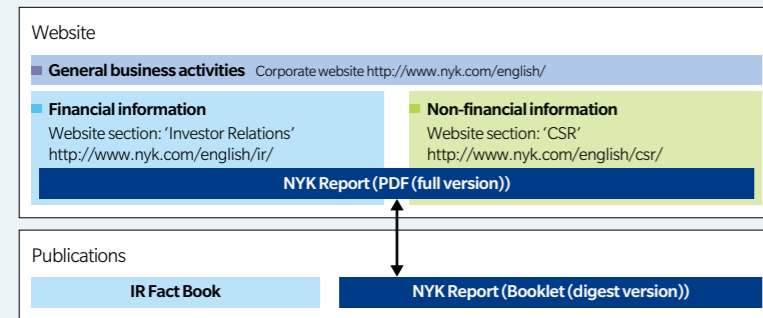 Website
General business activities Corporate website http://www.nyk.com/english/
Financial information
Website section: ‘Investor Relations’
http://www.nyk.com/english/ir/
Non-financial information
Website section: ‘CSR’
http://www.nyk.com/english/csr/
NYK Report (PDF (full version))
Publications
IR Fact Book
NYK Report (Booklet (digest version))